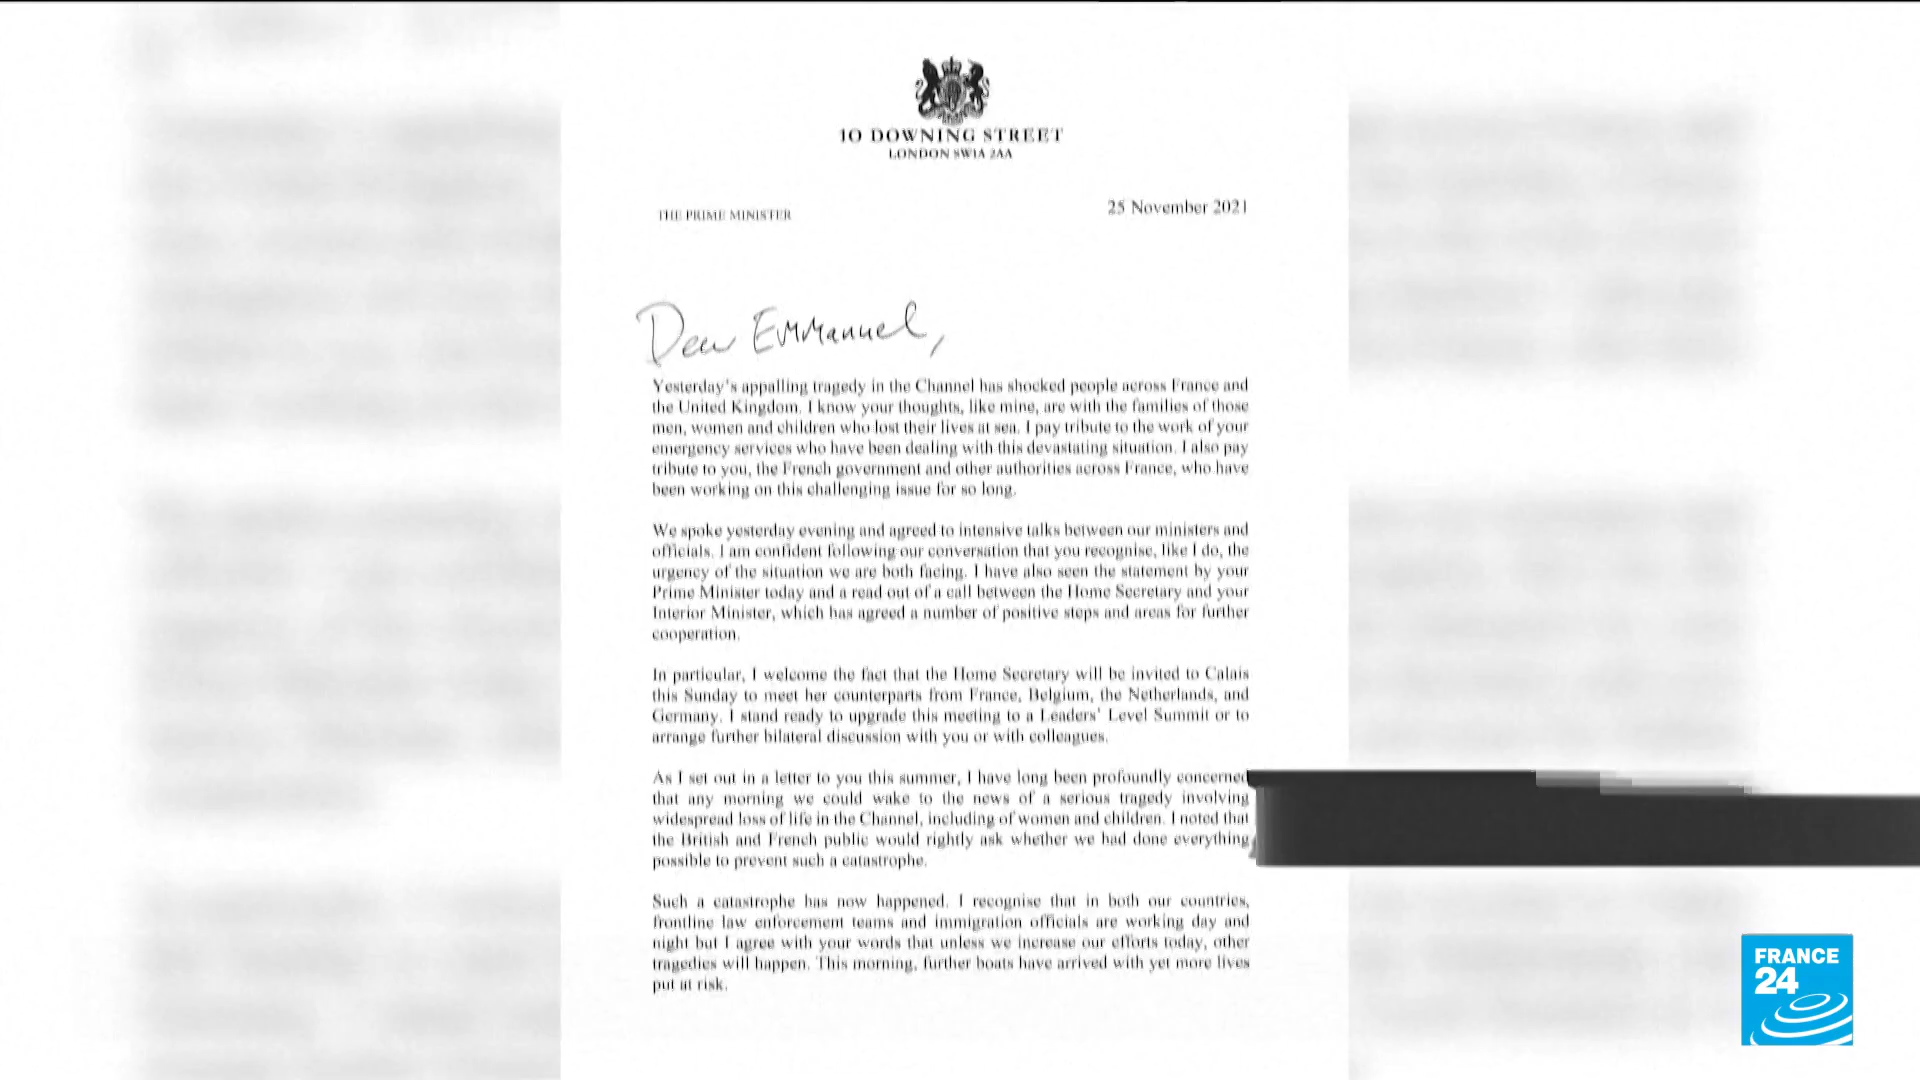 10 DOWNING STREET
LONDON SW1A 2AA
THE PRIME MINISTER
25 November 2021
Dear Emmanuel,
Yesterday's appalling tragedy in the Channel has shocked people across France and
the United Kingdom. I know your thoughts, like mine, are with the families of those
men, women and children who lost their lives at sea. I pay tribute to the work of your
emergency services who have been dealing with this devastating situation. I also pay
tribute to you, the French government and other authorities across France, who have
been working on this challenging issue for so long.
We spoke yesterday evening and agreed to intensive talks between our ministers and
officials. I am confident following our conversation that you recognise, like I do, the
urgency of the situation we are both facing. I have also seen the statement by your
Prime Minister today and a read out of a call between the Home Secretary and your
Interior Minister, which has agreed a number of positive steps and areas for further
cooperation.
In particular, I welcome the fact that the Home Secretary will be invited to Calais
this Sunday to meet her counterparts from France, Belgium, the Netherlands, and
Germany. I stand ready to upgrade this meeting to a Leaders' Level Summit or to
arrange further bilateral discussion with you or with colleagues.
As I set out in a letter to you this summer, I have long been profoundly concerned
that any morning we could wake to the news of a serious tragedy involving
widespread loss of life in the Channel, including of women and children. I noted that
the British and French public would rightly ask whether we had done everything
possible to prevent such a catastrophe.
Such a catastrophe has now happened. I recognise that in both our countries,
frontline law enforcement teams and immigration officials are working day and
night but I agree with your words that unless we increase our efforts today, other
tragedies will happen. This morning, further boats have arrived with yet more lives
put at risk.
FRANCE
24